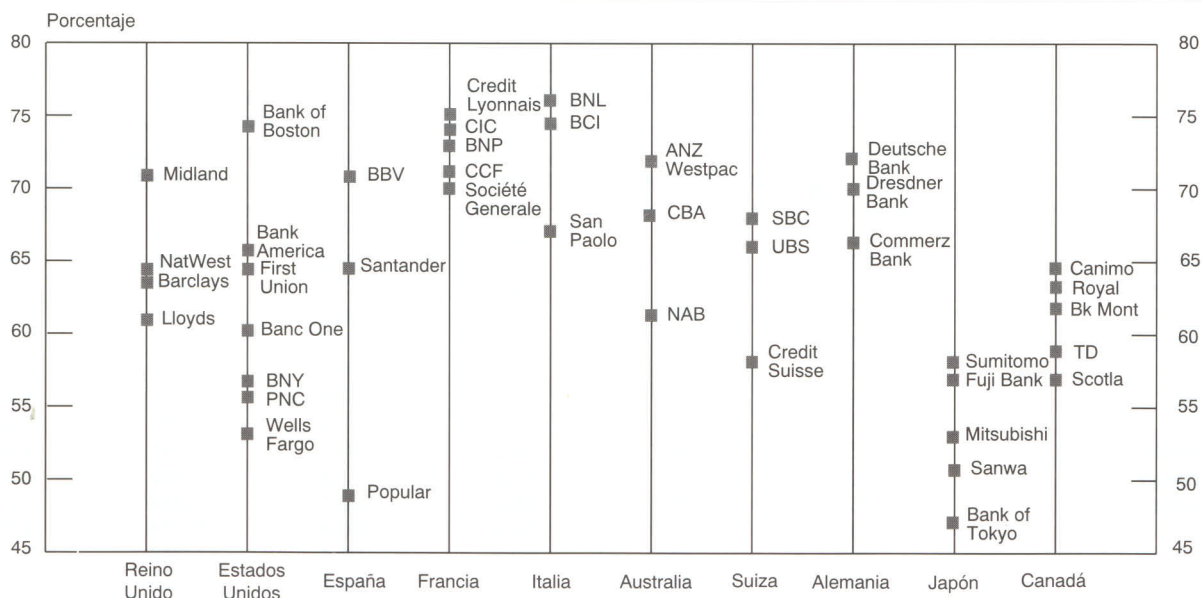 Porcentaje
80
75
70
65
60
55
50
45
80
75
70
65
60
55
50
45
Midland
NatWest
Barclays
Lloyds
Bank of
Boston
Bank
America
First
Union
Banc One
BNY
PNC
Wells
Fargo
BBV
Santander
Popular
Credit
Lyonnais
CIC
BNP
CCF
Société
Generale
BNL
BCI
San
Paolo
ANZ
Westpac
CBA
NAB
SBC
UBS
Credit
Suisse
Deutsche
Bank
Dresdner
Bank
Commerz
Bank
Sumitomo
Fuji Bank
Mitsubishi
Sanwa
Bank of
Tokyo
Canimo
Royal
Bk Mont
TD
Scotla
Reino
Unido
Estados
Unidos
España
Francia
Italia
Australia
Suiza
Alemania
Japón
Canadá